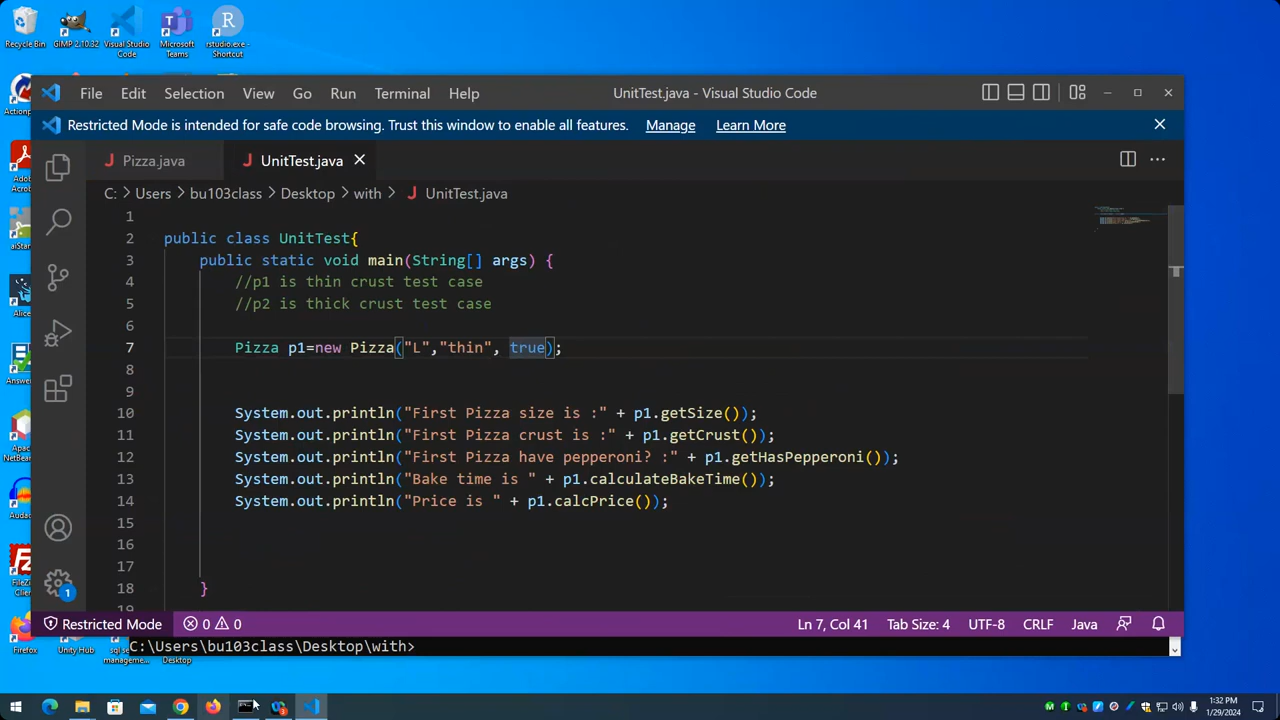 Recycle Bin
GIMP 2.10.32
Visual Studio
Code
Microsoft
Teams
rstudio.exe -
Shortcut
File Edit Selection View Go Run Terminal Help
UnitTest.java - Visual Studio Code
Restricted Mode is intended for safe code browsing. Trust this window to enable all features. Manage Learn More
Pizza.java UnitTest.java
C: > Users > bu103class > Desktop > with > UnitTest.java
1
2 public class UnitTest{
3 public static void main(String[] args) {
4 //p1 is thin crust test case
5 //p2 is thick crust test case
6
7 Pizza p1=new Pizza("L","thin", true);
8
9
10 System.out.println("First Pizza size is :" + p1.getSize());
11 System.out.println("First Pizza crust is :" + p1.getCrust());
12 System.out.println("First Pizza have pepperoni? :" + p1.getHasPepperoni());
13 System.out.println("Bake time is " + p1.calculateBakeTime());
14 System.out.println("Price is " + p1.calcPrice());
15
16
17
18 }
19
1
Restricted Mode 0 0 Ln 7, Col 41 Tab Size: 4 UTF-8 CRLF Java
C:\Users\bu103class\Desktop\with>
Firefox
Unity Hub
Desktop
1:32 PM
1/29/2024